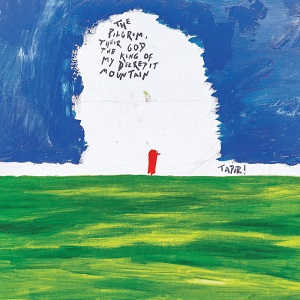 THE
PILGRIM,
THEIR GOD
THE KING OF
MY DECREPIT
MOUNTAIN
TAPIR!